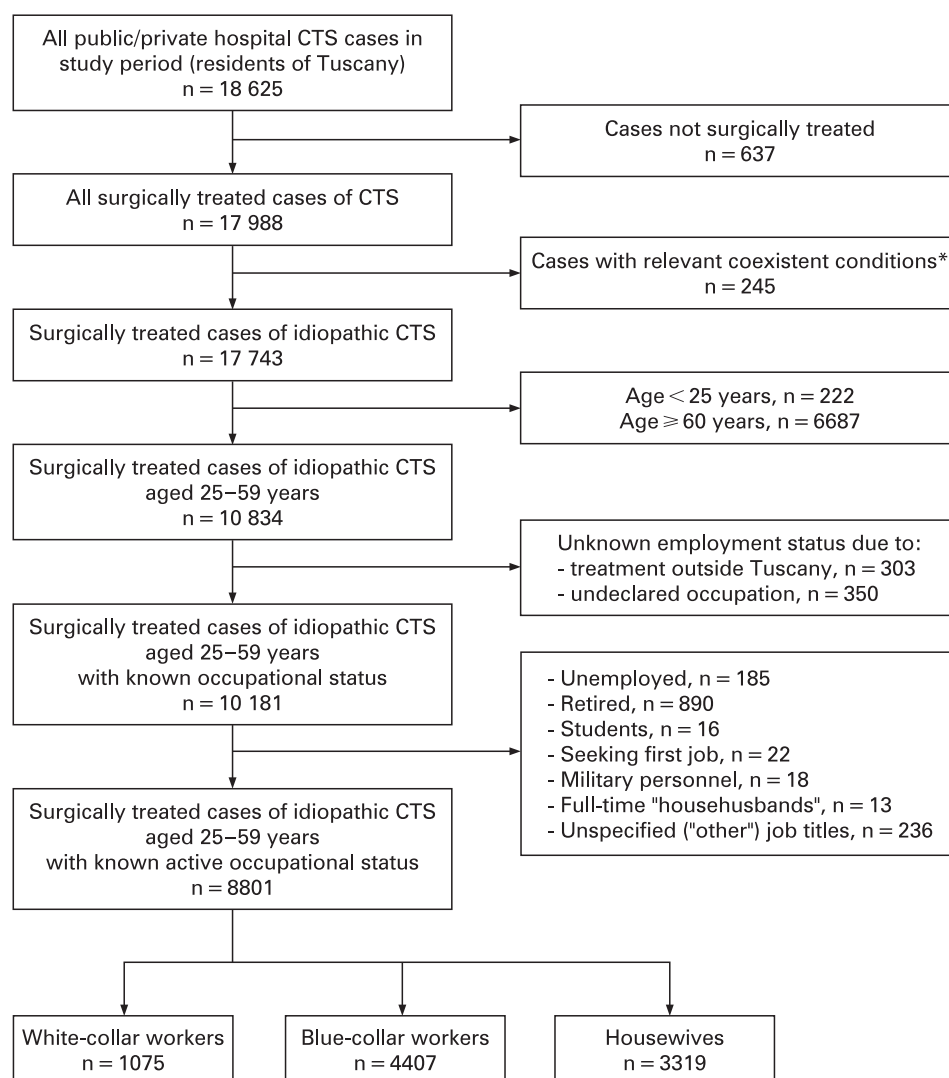 All public/private hospital CTS cases in
study period (residents of Tuscany)
n = 18 625
Cases not surgically treated
n = 637
All surgically treated cases of CTS
n = 17 988
Cases with relevant coexistent conditions*
n = 245
Surgically treated cases of idiopathic CTS
n = 17 743
Age < 25 years, n = 222
Age ⩾ 60 years, n = 6687
Surgically treated cases of idiopathic CTS
aged 25–59 years
n = 10 834
Unknown employment status due to:
- treatment outside Tuscany, n = 303
- undeclared occupation, n = 350
Surgically treated cases of idiopathic CTS
aged 25–59 years
with known occupational status
n = 10 181
- Unemployed, n = 185
- Retired, n = 890
- Students, n = 16
- Seeking first job, n = 22
- Military personnel, n = 18
- Full-time "househusbands", n = 13
- Unspecified ("other") job titles, n = 236
Surgically treated cases of idiopathic CTS
aged 25–59 years
with known active occupational status
n = 8801
White-collar workers
n = 1075
Blue-collar workers
n = 4407
Housewives
n = 3319